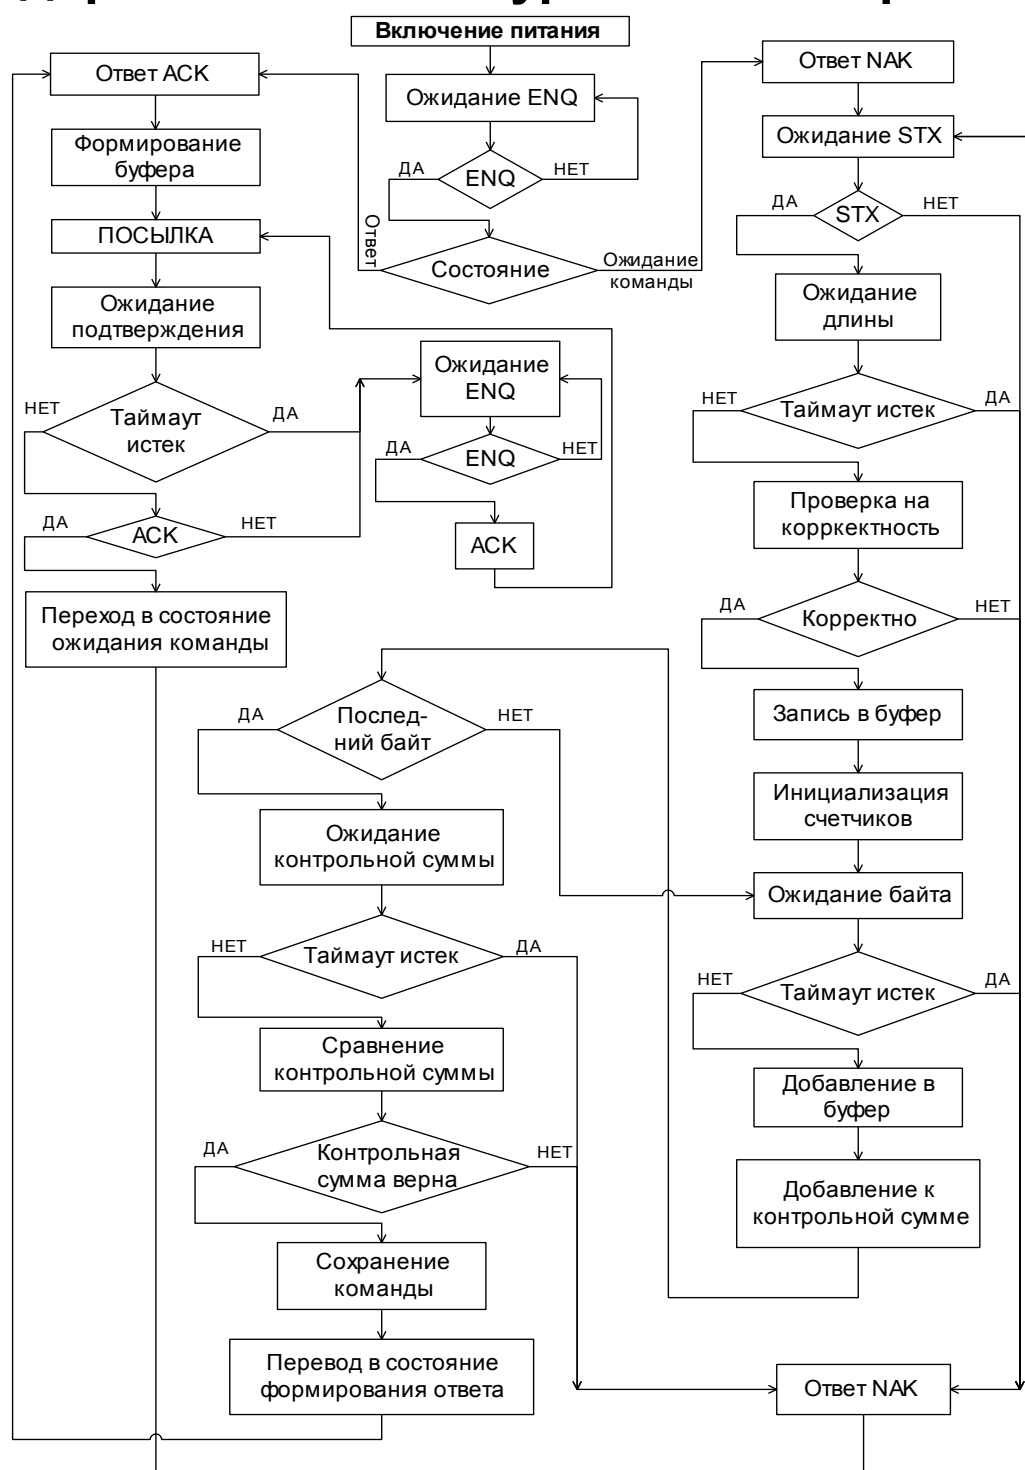 Включение питания
Ответ ACK
Ожидание ENQ
Ответ NAK
Формирование
буфера
Ожидание STX
ДА
ENQ
НЕТ
ДА
STX
НЕТ
ПОСЫЛКА
Ответ
Состояние
Ожидание
команды
Ожидание
подтверждения
Ожидание
длины
Ожидание
ENQ
НЕТ
Таймаут
истек
ДА
НЕТ
Таймаут истек
ДА
ДА
ENQ
НЕТ
Проверка на
корркектность
ДА
ACK
НЕТ
ACK
Переход в состояние
ожидания команды
ДА
Корректно
НЕТ
ДА
Послед-
ний байт
НЕТ
Запись в буфер
Инициализация
счетчиков
Ожидание
контрольной суммы
Ожидание байта
НЕТ
Таймаут истек
ДА
НЕТ
Таймаут истек
ДА
Сравнение
контрольной суммы
Добавление в
буфер
ДА
Контрольная
сумма верна
НЕТ
Добавление к
контрольной сумме
Сохранение
команды
Перевод в состояние
формирования ответа
Ответ NAK